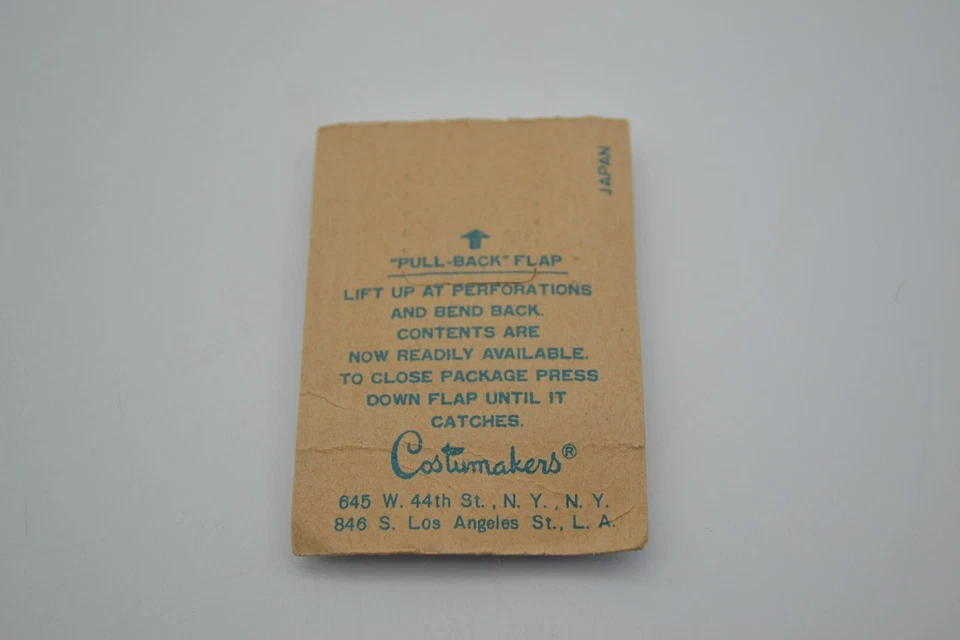 JAPAN
"PULL-BACK" FLAP
LIFT UP AT PERFORATIONS
AND BEND BACK.
CONTENTS ARE
NOW READILY AVAILABLE.
TO CLOSE PACKAGE PRESS
DOWN FLAP UNTIL IT
CATCHES.
Costumakers®
645 W. 44th St., N. Y., N. Y.
846 S. Los Angeles St., L. A.